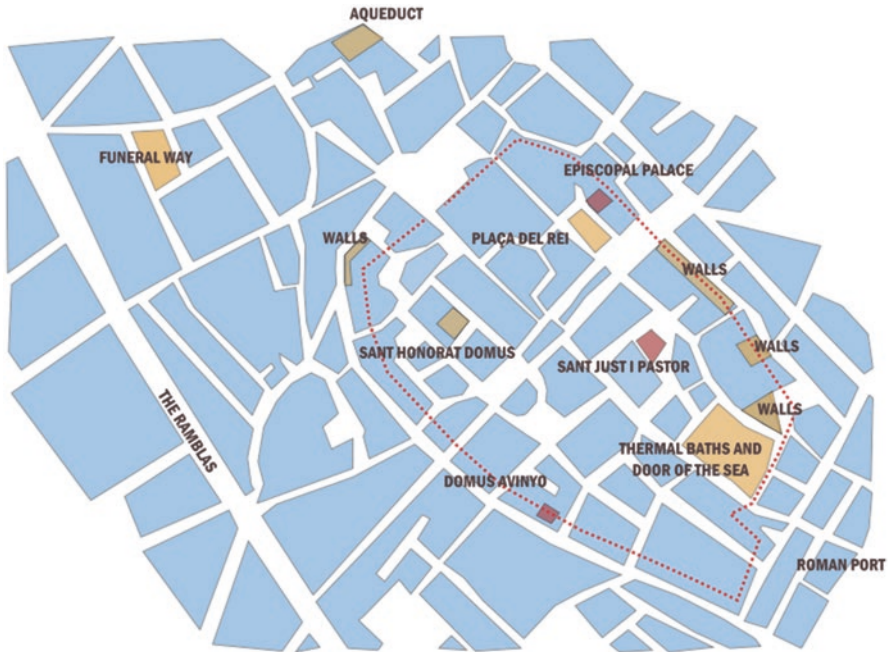 AQUEDUCT
FUNERAL WAY
EPISCOPAL PALACE
WALLS
PLAÇA DEL REI
WALLS
SANT HONORAT DOMUS
SANT JUST I PASTOR
WALLS
WALLS
THE RAMBLAS
THERMAL BATHS AND
DOOR OF THE SEA
DOMUS AVINYO
ROMAN PORT